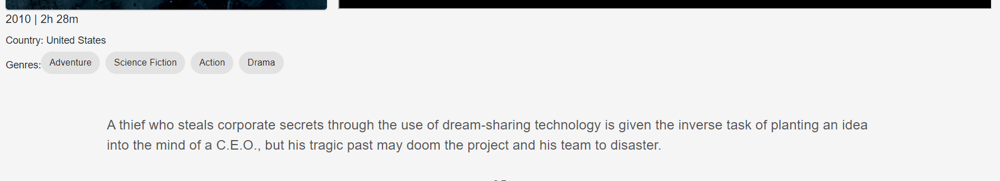 2010 | 2h 28m
Country: United States
Genres: Adventure Science Fiction Action Drama
A thief who steals corporate secrets through the use of dream-sharing technology is given the inverse task of planting an idea
into the mind of a C.E.O., but his tragic past may doom the project and his team to disaster.